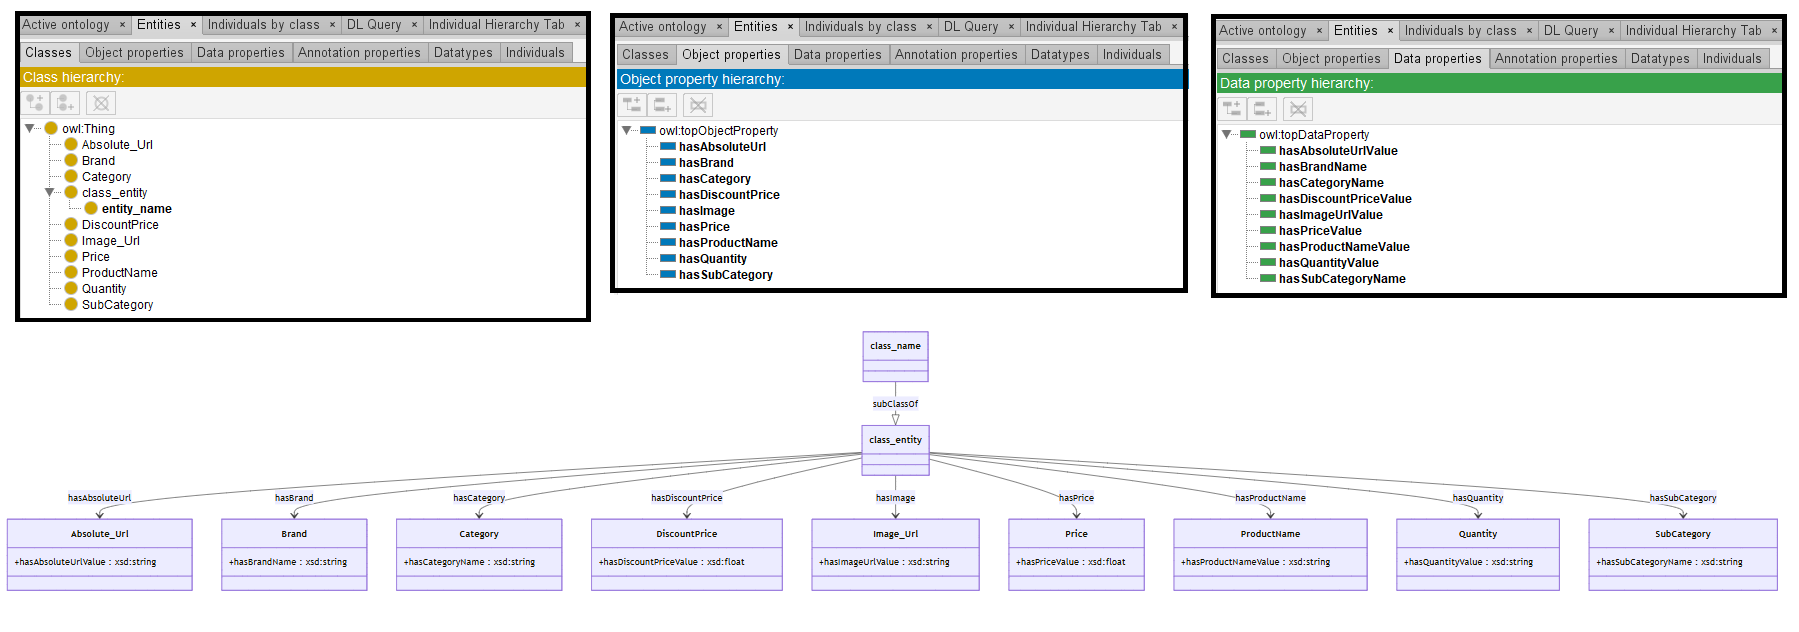 Active ontology × Entities × Individuals by class × DL Query × Individual Hierarchy Tab ×
Classes Object properties Data properties Annotation properties Datatypes Individuals
Class hierarchy:
owl:Thing
Absolute_Url
Brand
Category
class_entity
entity_name
DiscountPrice
Image_Url
Price
ProductName
Quantity
SubCategory
Active ontology × Entities × Individuals by class × DL Query × Individual Hierarchy Tab ×
Classes Object properties Data properties Annotation properties Datatypes Individuals
Object property hierarchy:
owl:topObjectProperty
hasAbsoluteUrl
hasBrand
hasCategory
hasDiscountPrice
hasImage
hasPrice
hasProductName
hasQuantity
hasSubCategory
Active ontology × Entities × Individuals by class × DL Query × Individual Hierarchy Tab ×
Classes Object properties Data properties Annotation properties Datatypes Individuals
Data property hierarchy:
owl:topDataProperty
hasAbsoluteUrlValue
hasBrandName
hasCategoryName
hasDiscountPriceValue
hasImageUrlValue
hasPriceValue
hasProductNameValue
hasQuantityValue
hasSubCategoryName
class_name
subClassOf
class_entity
hasAbsoluteUrl hasBrand hasCategory hasDiscountPrice hasImage hasPrice hasProductName hasQuantity hasSubCategory
Absolute_Url Brand Category DiscountPrice Image_Url Price ProductName Quantity SubCategory
+hasAbsoluteUrlValue : xsd:string +hasBrandName : xsd:string +hasCategoryName : xsd:string +hasDiscountPriceValue : xsd:float +hasImageUrlValue : xsd:string +hasPriceValue : xsd:float +hasProductNameValue : xsd:string +hasQuantityValue : xsd:string +hasSubCategoryName : xsd:string